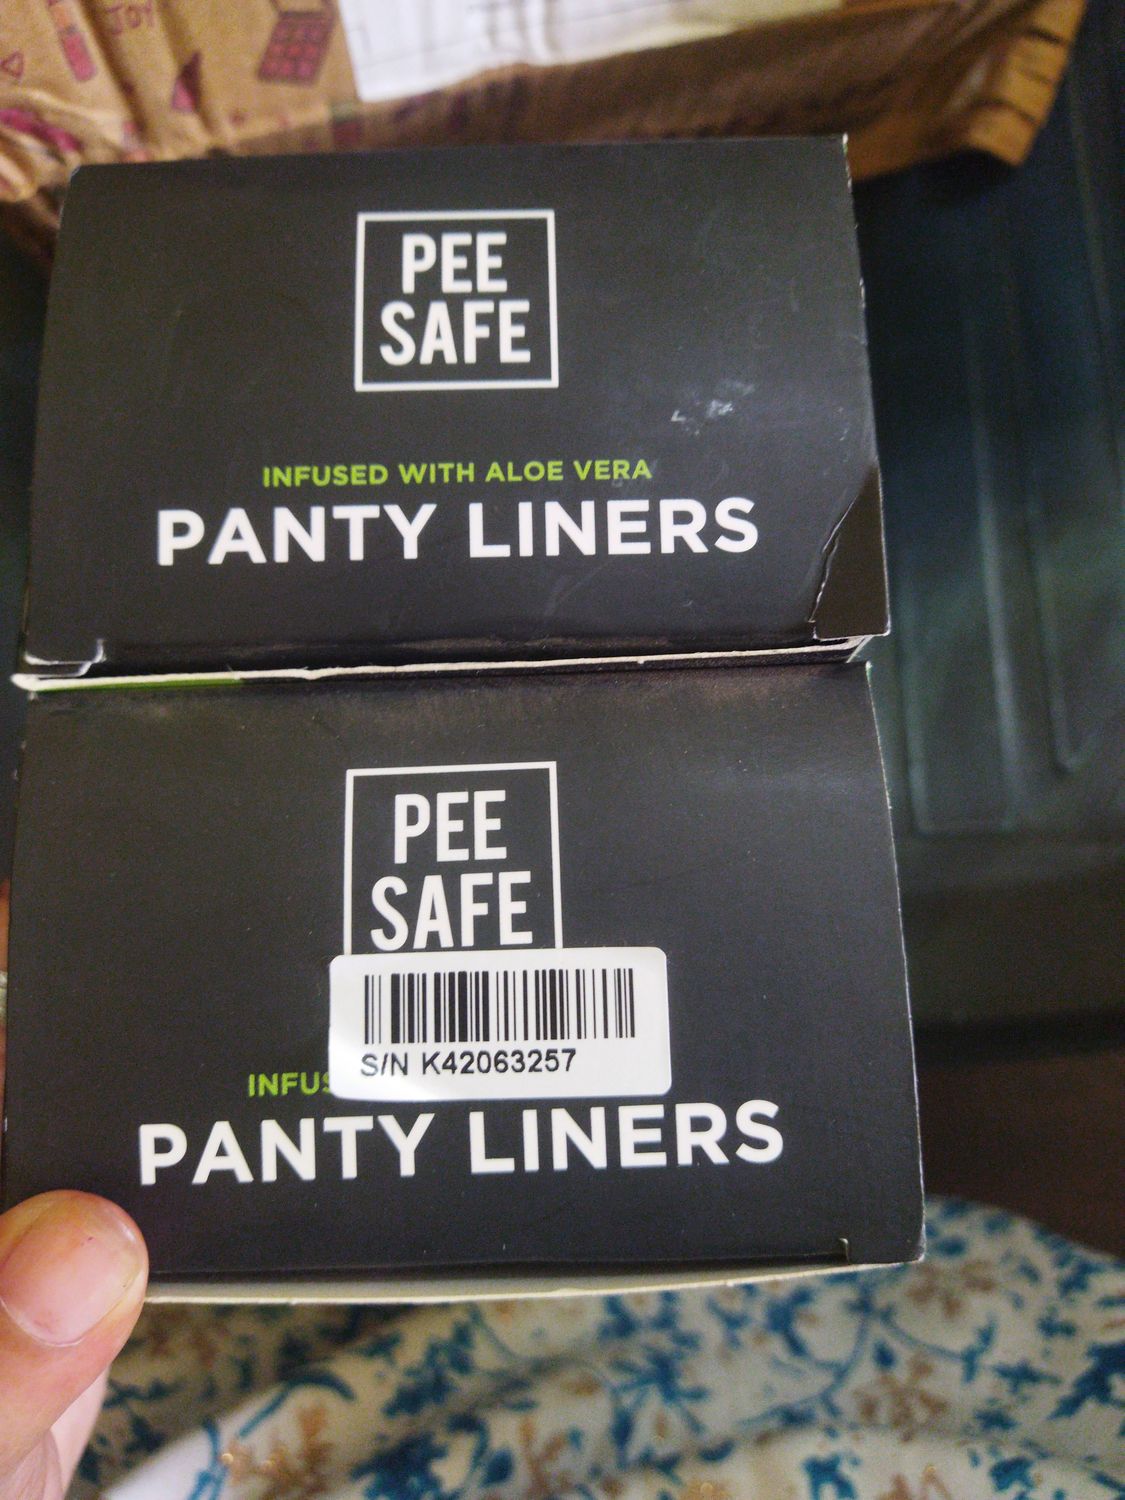 PEE
SAFE
INFUSED WITH ALOE VERA
PANTY LINERS
PEE
SAFE
S/N K42063257
INFUS
PANTY LINERS